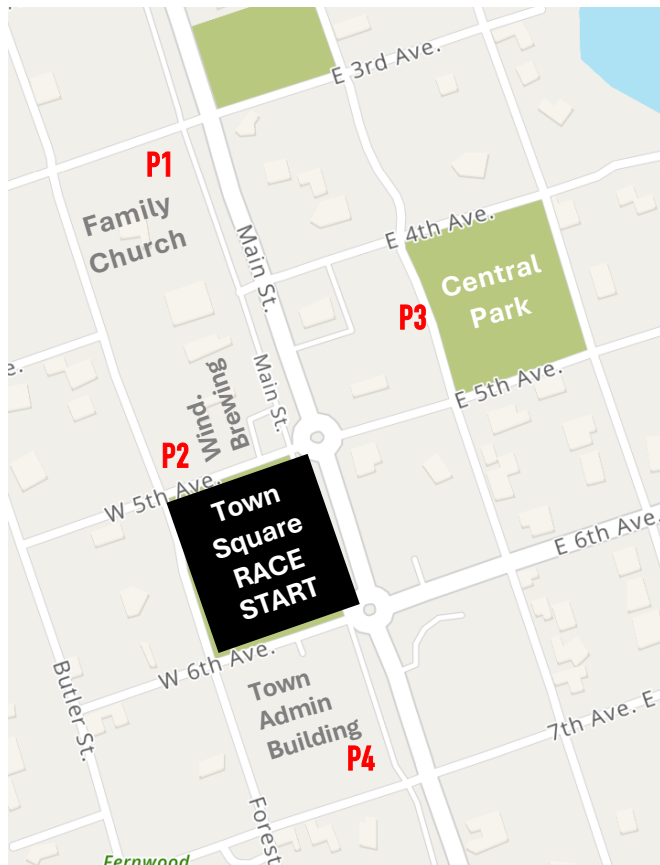 E 3rd Ave.
P1
Family
Church
E 4th Ave.
Main St.
Central
Park
P3
Main St.
Wind.
Brewing
e.
E 5th Ave.
P2
W 5th Ave.
Town
Square
RACE
START
E 6th Ave.
W 6th Ave.
Butler St.
Town
Admin
Building
P4
7th Ave. E
Forest
Fernwood